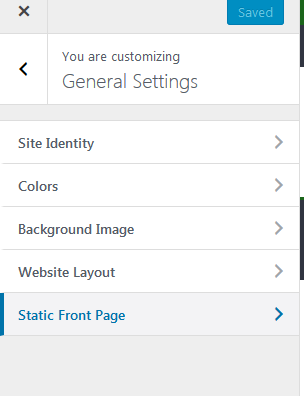 Saved
You are customizing
General Settings
Site Identity
Colors
Background Image
Website Layout
Static Front Page